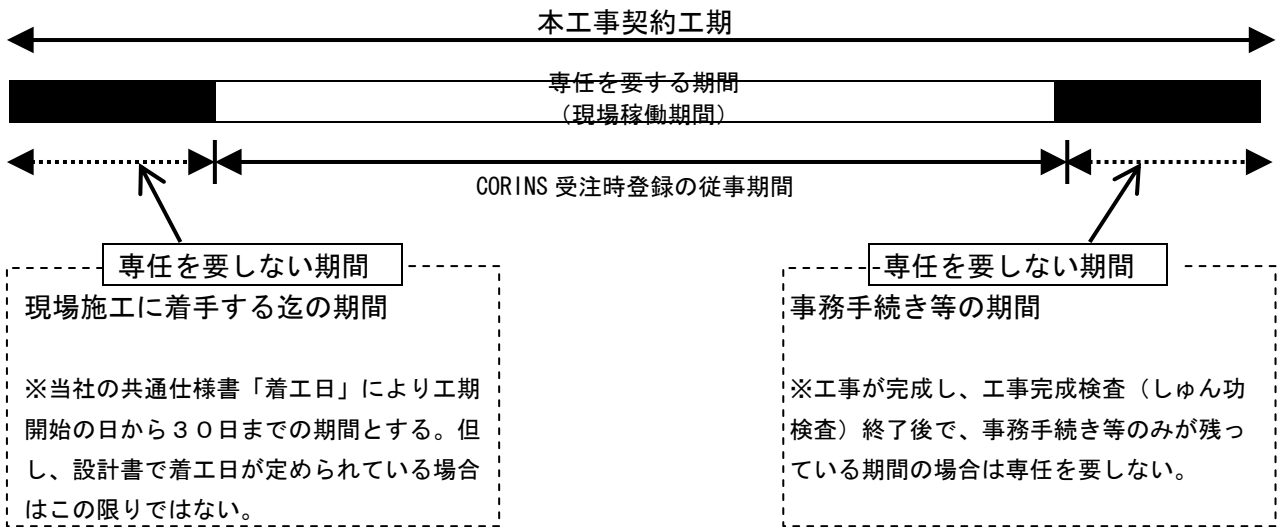 本工事契約工期
専任を要する期間
（現場稼働期間）
CORINS 受注時登録の従事期間
専任を要しない期間
現場施工に着手する迄の期間
※当社の共通仕様書「着工日」により工期
開始の日から３０日までの期間とする。但
し、設計書で着工日が定められている場合
はこの限りではない。
専任を要しない期間
事務手続き等の期間
※工事が完成し、工事完成検査（しゅん功
検査）終了後で、事務手続き等のみが残っ
ている期間の場合は専任を要しない。